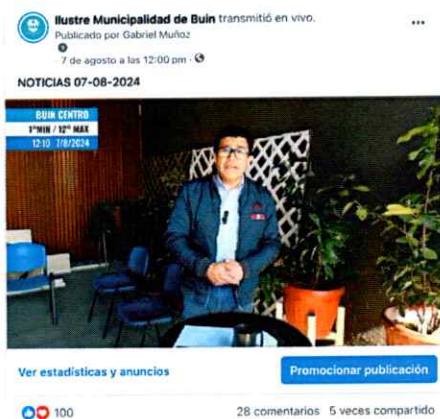 Ilustre Municipalidad de Buin transmitió en vivo.
Publicado por Gabriel Muñoz
7 de agosto a las 12:00 pm ·
NOTICIAS 07-08-2024
BUIN CENTRO
1º MIN / 12º MAX
12:10 7/8/2024
Ver estadísticas y anuncios
Promocionar publicación
100
28 comentarios 5 veces compartido